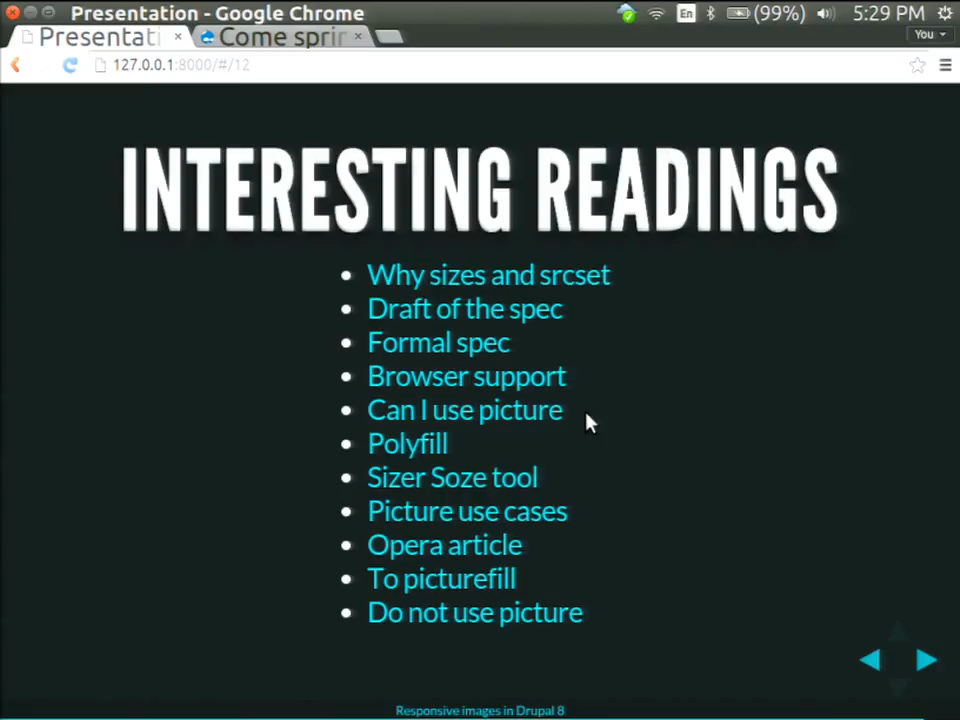 Presentation - Google Chrome
En
(99%)
5:29 PM
Presentati
Come sprir
You
127.0.0.1:8000/#/12
INTERESTING READINGS
Why sizes and srcset
Draft of the spec
Formal spec
Browser support
Can I use picture
Polyfill
Sizer Soze tool
Picture use cases
Opera article
To picturefill
Do not use picture
Responsive images in Drupal 8